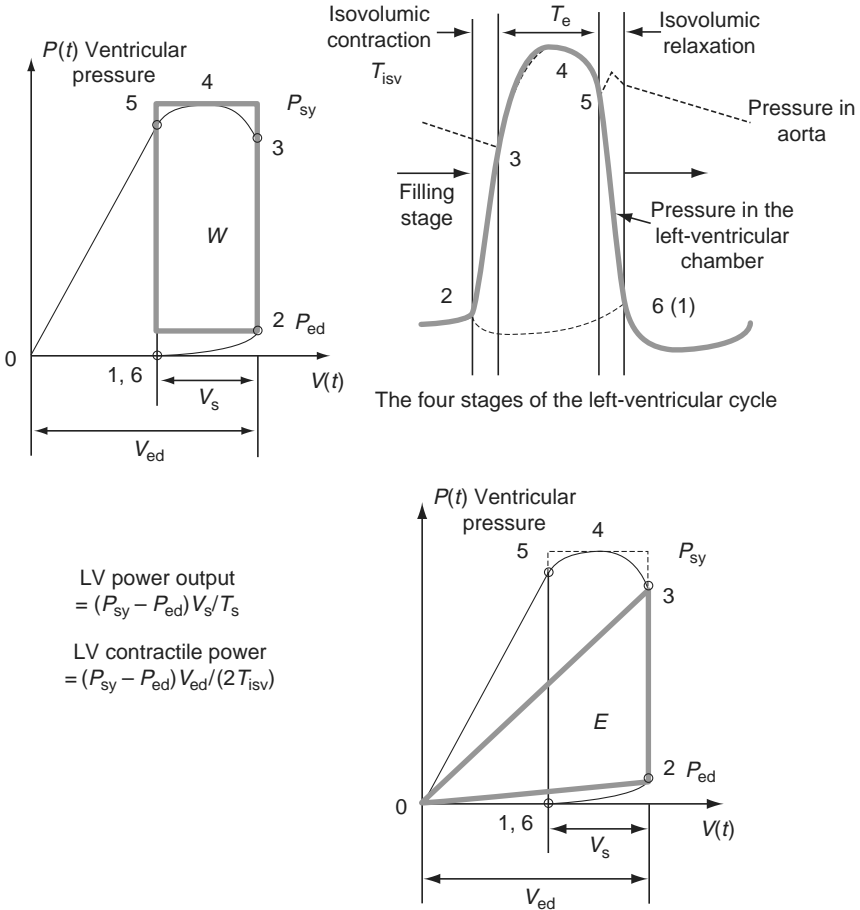 P(t) Ventricular
pressure
4
5
P_sy
3
W
2
P_ed
0
1, 6
V(t)
V_s
V_ed
Isovolumic
contraction
T_e
Isovolumic
relaxation
T_isv
4
5
Pressure in
aorta
3
Filling
stage
Pressure in the
left-ventricular
chamber
2
6 (1)
The four stages of the left-ventricular cycle
LV power output
= (P_sy – P_ed) V_s/T_s
LV contractile power
= (P_sy – P_ed) V_ed/(2T_isv)
P(t) Ventricular
pressure
4
5
P_sy
3
E
2
P_ed
0
1, 6
V(t)
V_s
V_ed